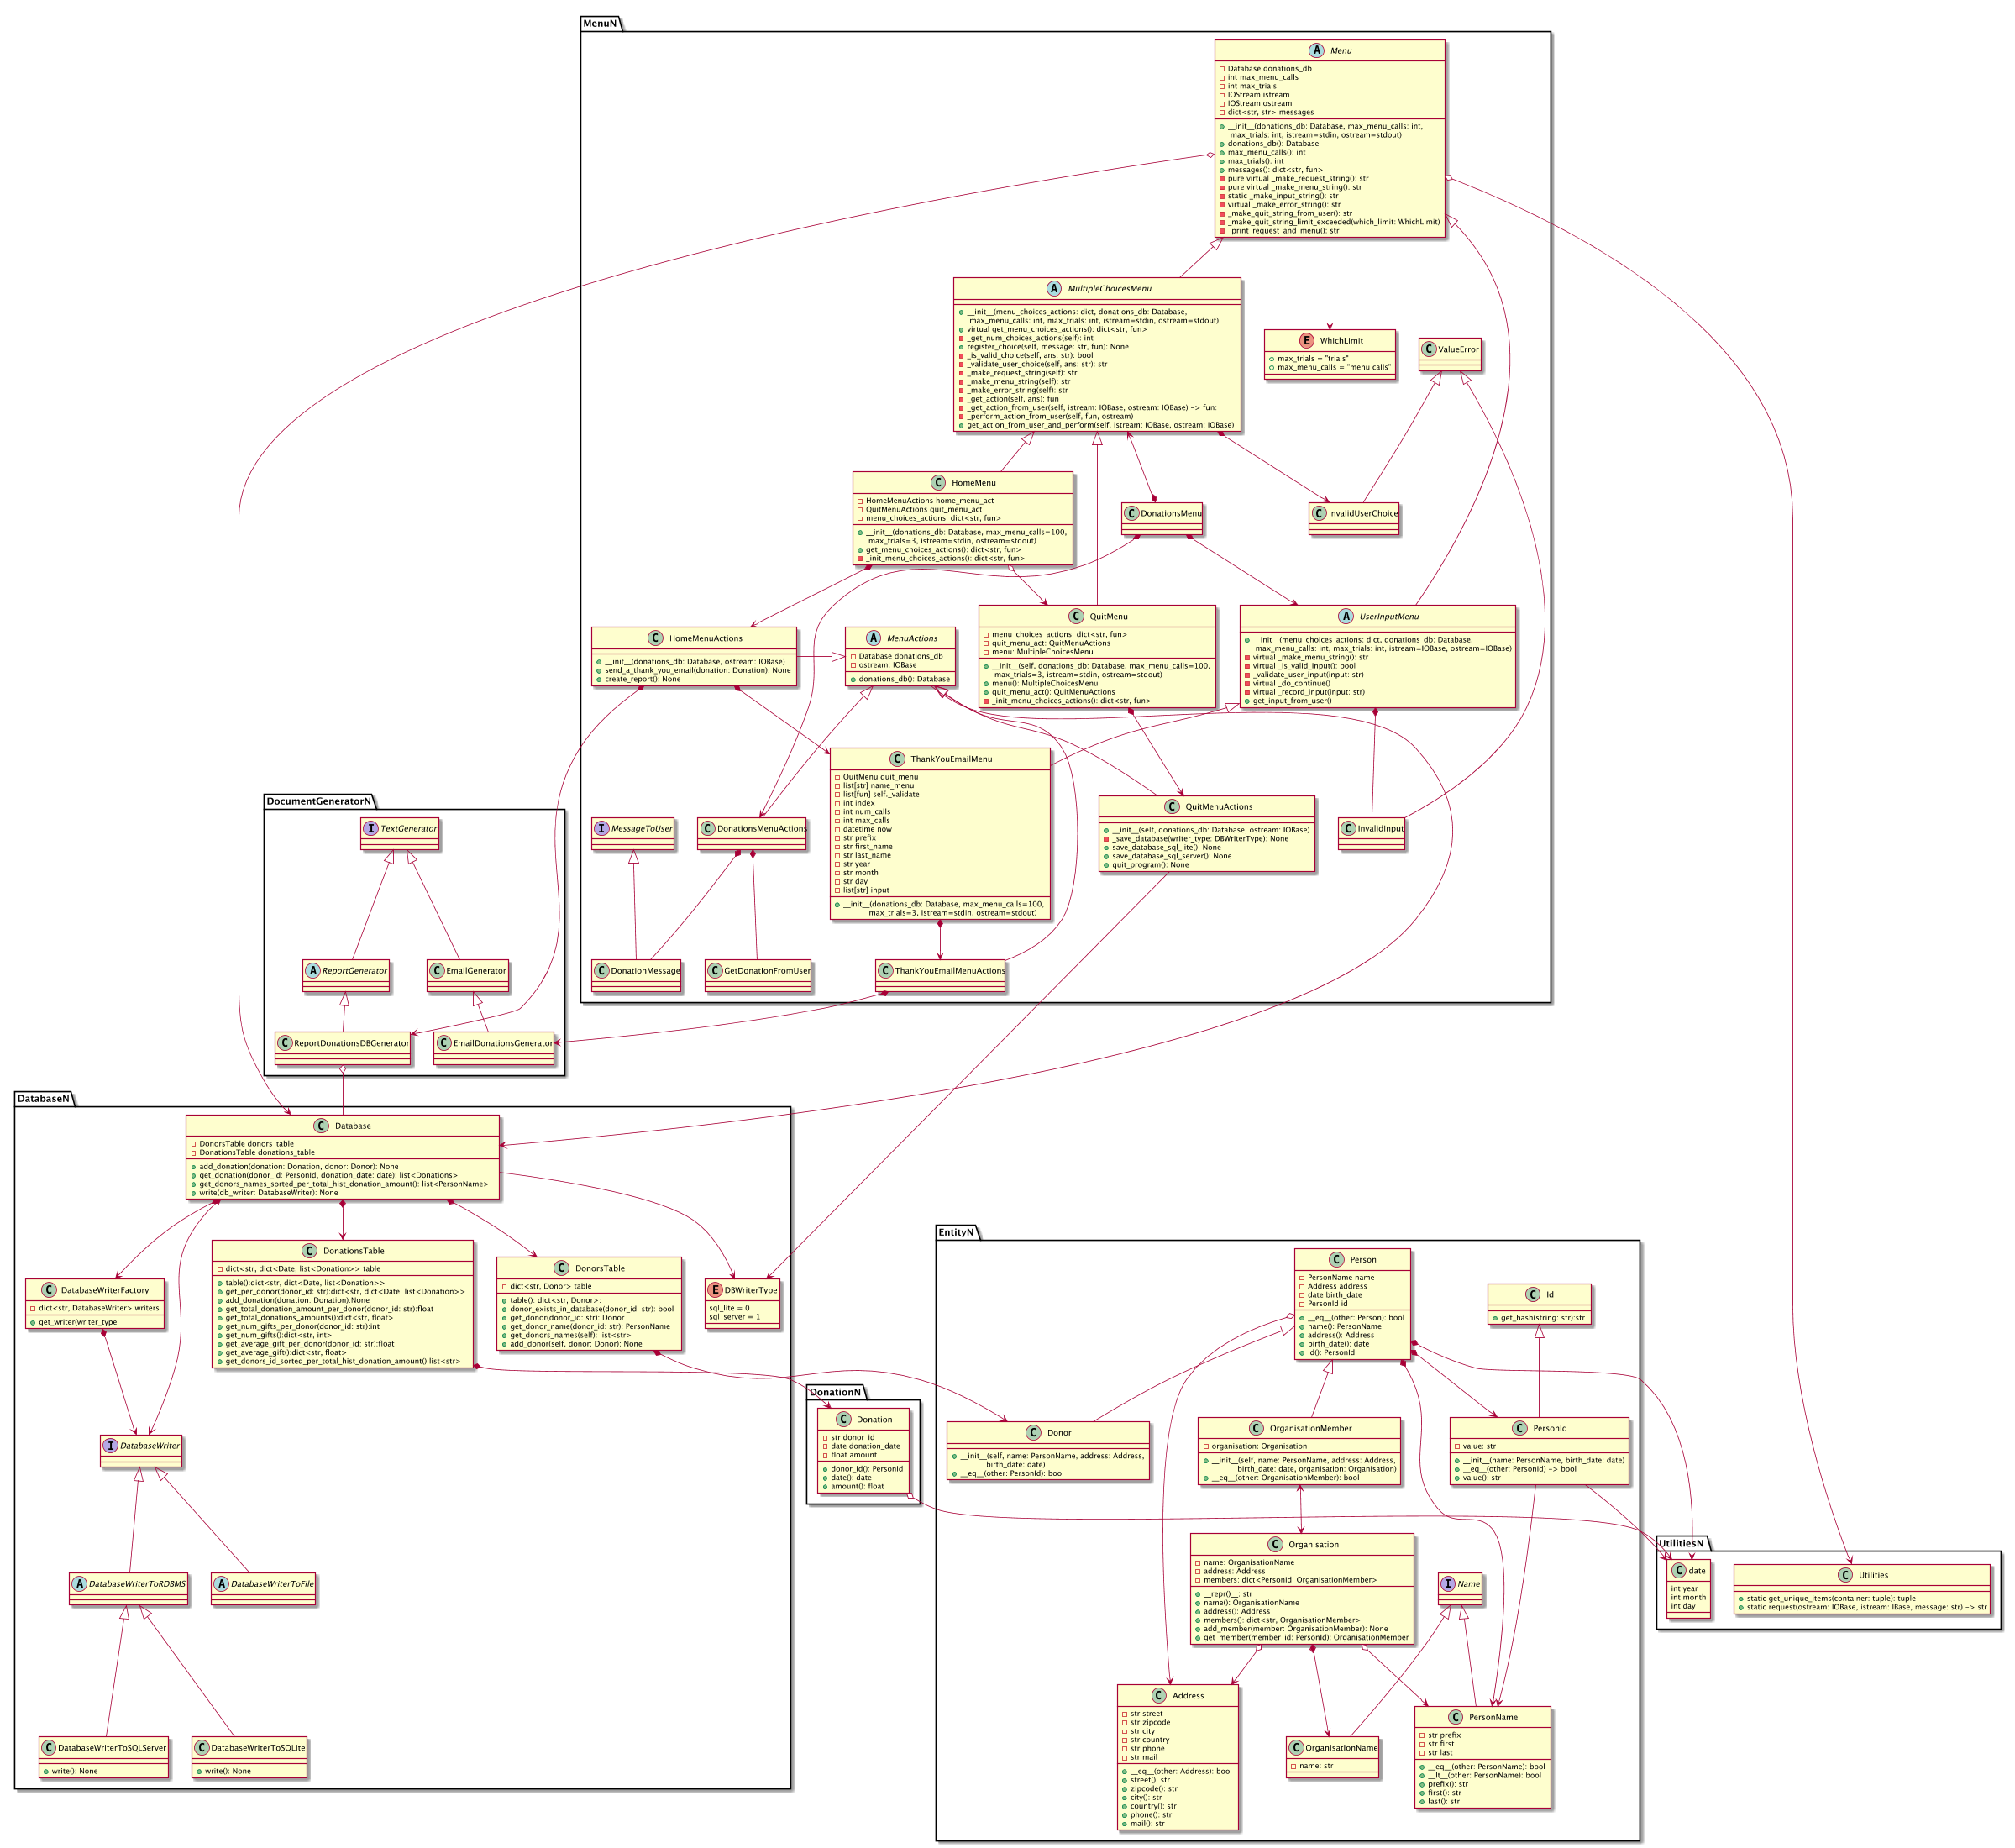 MenuN
Menu
Database donations_db
int max_menu_calls
int max_trials
IOStream istream
IOStream ostream
dict<str, str> messages
__init__(donations_db: Database, max_menu_calls: int,
max_trials: int, istream=stdin, ostream=stdout)
donations_db(): Database
max_menu_calls(): int
max_trials(): int
messages(): dict<str, fun>
pure virtual _make_request_string(): str
pure virtual _make_menu_string(): str
static _make_input_string(): str
virtual _make_error_string(): str
_make_quit_string_from_user(): str
_make_quit_string_limit_exceeded(which_limit: WhichLimit)
_print_request_and_menu(): str
MultipleChoicesMenu
__init__(menu_choices_actions: dict, donations_db: Database,
max_menu_calls: int, max_trials: int, istream=stdin, ostream=stdout)
virtual get_menu_choices_actions(): dict<str, fun>
_get_num_choices_actions(self): int
register_choice(self, message: str, fun): None
_is_valid_choice(self, ans: str): bool
_validate_user_choice(self, ans: str): str
_make_request_string(self): str
_make_menu_string(self): str
_make_error_string(self): str
_get_action(self, ans): fun
_get_action_from_user(self, istream: IOBase, ostream: IOBase) -> fun:
_perform_action_from_user(self, fun, ostream)
get_action_from_user_and_perform(self, istream: IOBase, ostream: IOBase)
WhichLimit
max_trials = "trials"
max_menu_calls = "menu calls"
ValueError
HomeMenu
HomeMenuActions home_menu_act
QuitMenuActions quit_menu_act
menu_choices_actions: dict<str, fun>
__init__(donations_db: Database, max_menu_calls=100,
max_trials=3, istream=stdin, ostream=stdout)
get_menu_choices_actions(): dict<str, fun>
_init_menu_choices_actions(): dict<str, fun>
DonationsMenu
InvalidUserChoice
HomeMenuActions
__init__(donations_db: Database, ostream: IOBase)
send_a_thank_you_email(donation: Donation): None
create_report(): None
MenuActions
Database donations_db
ostream: IOBase
donations_db(): Database
QuitMenu
menu_choices_actions: dict<str, fun>
quit_menu_act: QuitMenuActions
menu: MultipleChoicesMenu
__init__(self, donations_db: Database, max_menu_calls=100,
max_trials=3, istream=stdin, ostream=stdout)
menu(): MultipleChoicesMenu
quit_menu_act(): QuitMenuActions
_init_menu_choices_actions(): dict<str, fun>
UserInputMenu
__init__(menu_choices_actions: dict, donations_db: Database,
max_menu_calls: int, max_trials: int, istream=IOBase, ostream=IOBase)
virtual _make_menu_string(): str
virtual _is_valid_input(): bool
_validate_user_input(input: str)
virtual _do_continue()
virtual _record_input(input: str)
get_input_from_user()
ThankYouEmailMenu
QuitMenu quit_menu
list[str] name_menu
list[fun] self._validate
int index
int num_calls
int max_calls
datetime now
str prefix
str first_name
str last_name
str year
str month
str day
list[str] input
__init__(donations_db: Database, max_menu_calls=100,
max_trials=3, istream=stdin, ostream=stdout)
QuitMenuActions
__init__(self, donations_db: Database, ostream: IOBase)
_save_database(writer_type: DBWriterType): None
save_database_sql_lite(): None
save_database_sql_server(): None
quit_program(): None
InvalidInput
MessageToUser
DonationsMenuActions
DonationMessage
GetDonationFromUser
ThankYouEmailMenuActions
DocumentGeneratorN
TextGenerator
ReportGenerator
EmailGenerator
ReportDonationsDBGenerator
EmailDonationsGenerator
DatabaseN
Database
DonorsTable donors_table
DonationsTable donations_table
add_donation(donation: Donation, donor: Donor): None
get_donation(donor_id: PersonId, donation_date: date): list<Donations>
get_donors_names_sorted_per_total_hist_donation_amount(): list<PersonName>
write(db_writer: DatabaseWriter): None
DatabaseWriterFactory
dict<str, DatabaseWriter> writers
get_writer(writer_type
DonationsTable
dict<str, dict<Date, list<Donation>> table
table():dict<str, dict<Date, list<Donation>>
get_per_donor(donor_id: str):dict<str, dict<Date, list<Donation>>
add_donation(donation: Donation):None
get_total_donation_amount_per_donor(donor_id: str):float
get_total_donations_amounts():dict<str, float>
get_num_gifts_per_donor(donor_id: str):int
get_num_gifts():dict<str, int>
get_average_gift_per_donor(donor_id: str):float
get_average_gift():dict<str, float>
get_donors_id_sorted_per_total_hist_donation_amount():list<str>
DonorsTable
dict<str, Donor> table
table(): dict<str, Donor>:
donor_exists_in_database(donor_id: str): bool
get_donor(donor_id: str): Donor
get_donor_name(donor_id: str): PersonName
get_donors_names(self): list<str>
add_donor(self, donor: Donor): None
DBWriterType
sql_lite = 0
sql_server = 1
DatabaseWriter
DatabaseWriterToRDBMS
DatabaseWriterToFile
DatabaseWriterToSQLServer
write(): None
DatabaseWriterToSQLite
write(): None
DonationN
Donation
str donor_id
date donation_date
float amount
donor_id(): PersonId
date(): date
amount(): float
EntityN
Person
PersonName name
Address address
date birth_date
PersonId id
__eq__(other: Person): bool
name(): PersonName
address(): Address
birth_date(): date
id(): PersonId
Id
get_hash(string: str):str
Donor
__init__(self, name: PersonName, address: Address,
birth_date: date)
__eq__(other: PersonId): bool
OrganisationMember
organisation: Organisation
__init__(self, name: PersonName, address: Address,
birth_date: date, organisation: Organisation)
__eq__(other: OrganisationMember): bool
PersonId
value: str
__init__(name: PersonName, birth_date: date)
__eq__(other: PersonId) -> bool
value(): str
Organisation
name: OrganisationName
address: Address
members: dict<PersonId, OrganisationMember>
__repr()__: str
name(): OrganisationName
address(): Address
members(): dict<str, OrganisationMember>
add_member(member: OrganisationMember): None
get_member(member_id: PersonId): OrganisationMember
Name
Address
str street
str zipcode
str city
str country
str phone
str mail
__eq__(other: Address): bool
street(): str
zipcode(): str
city(): str
country(): str
phone(): str
mail(): str
OrganisationName
name: str
PersonName
str prefix
str first
str last
__eq__(other: PersonName): bool
__lt__(other: PersonName): bool
prefix(): str
first(): str
last(): str
UtilitiesN
date
int year
int month
int day
Utilities
static get_unique_items(container: tuple): tuple
static request(ostream: IOBase, istream: IBase, message: str) -> str